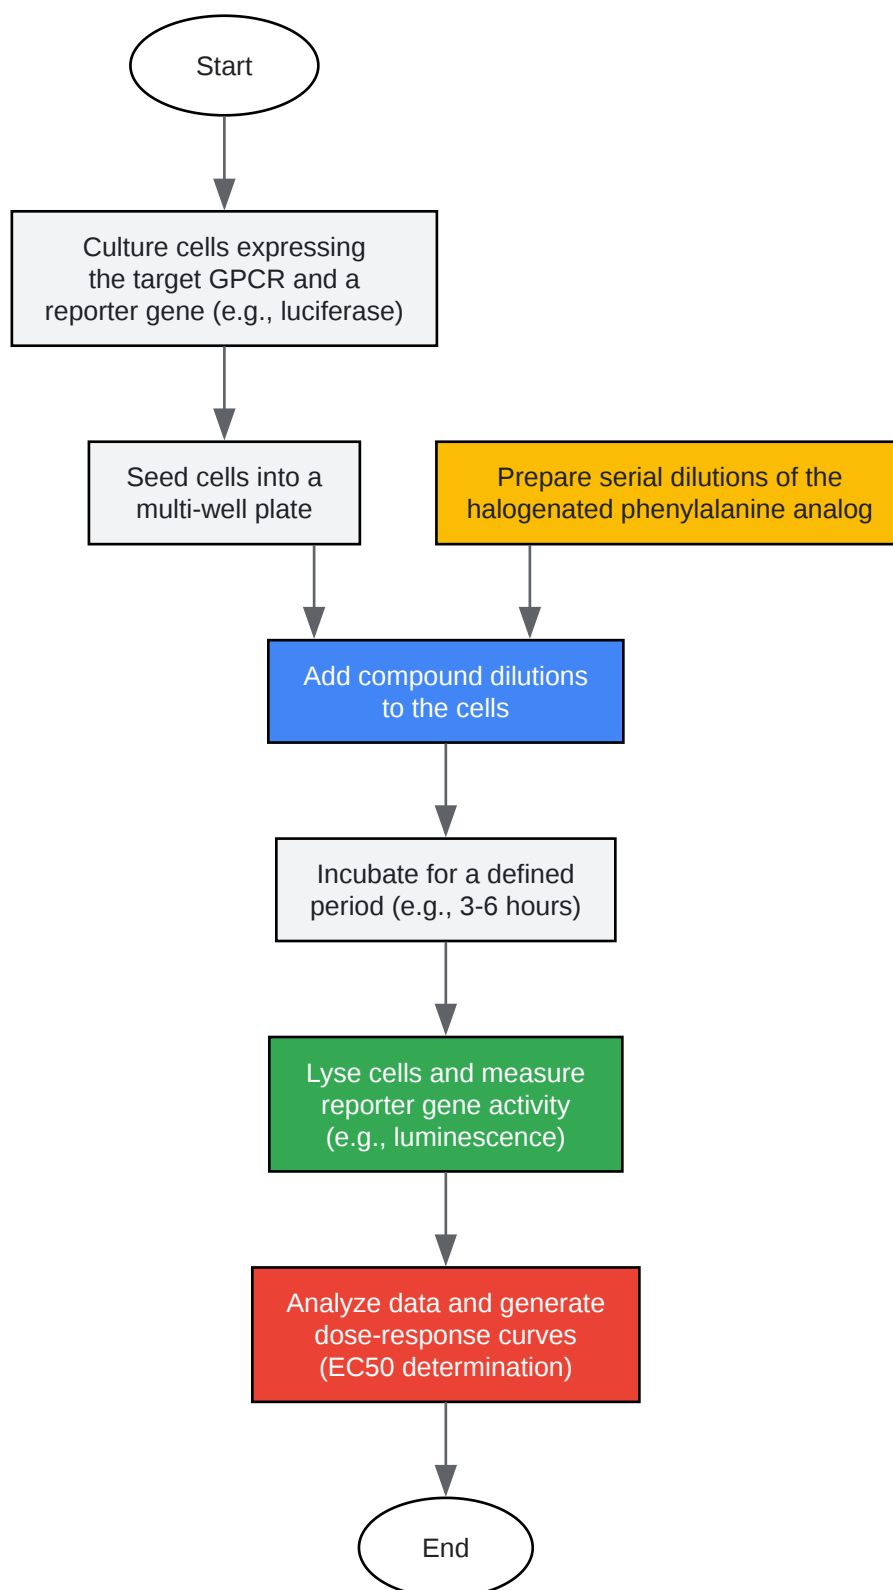 Start
Culture cells expressing
the target GPCR and a
reporter gene (e.g., luciferase)
Seed cells into a
multi-well plate
Prepare serial dilutions of the
halogenated phenylalanine analog
Add compound dilutions
to the cells
Incubate for a defined
period (e.g., 3-6 hours)
Lyse cells and measure
reporter gene activity
(e.g., luminescence)
Analyze data and generate
dose-response curves
(EC50 determination)
End